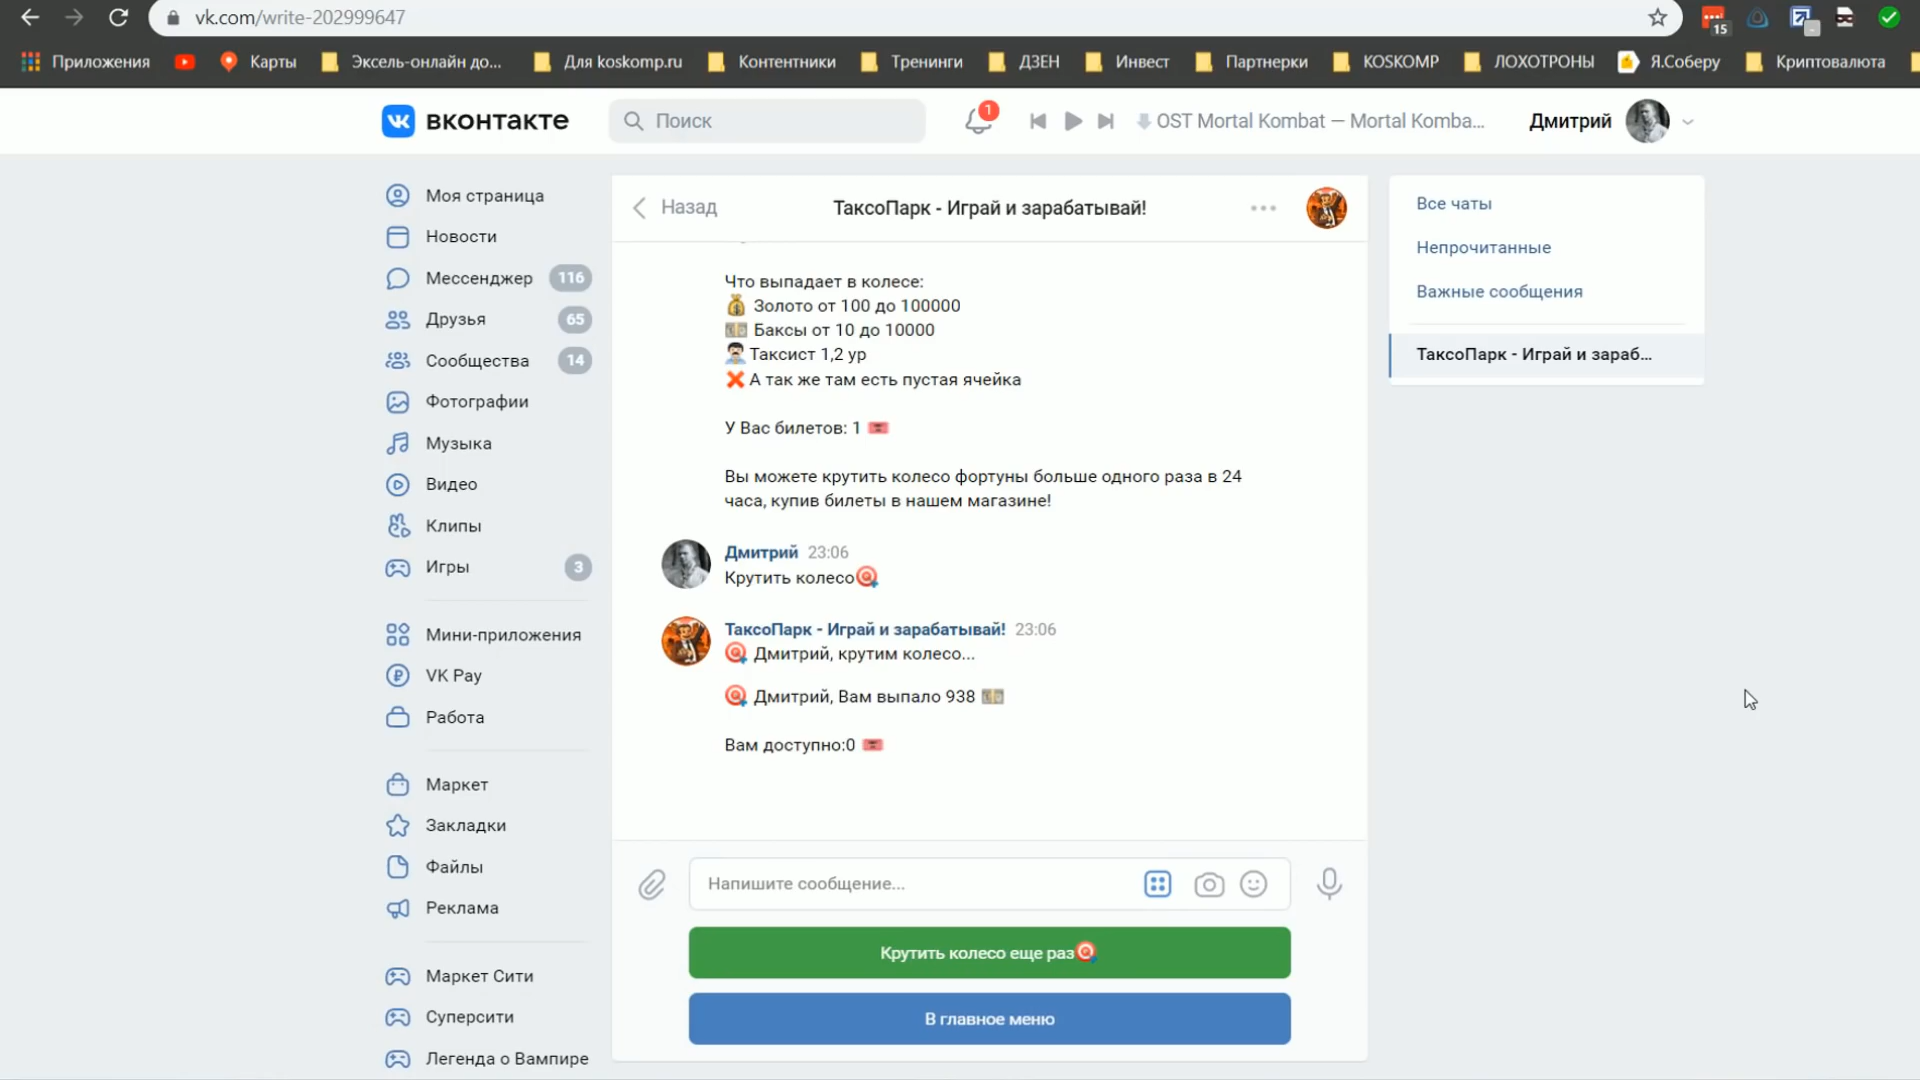 vk.com/write-202999647
15
Приложения
Карты
Эксель-онлайн до...
Для koskomp.ru
Контентники
Тренинги
ДЗЕН
Инвест
Партнерки
KOSKOMP
ЛОХОТРОНЫ
Я.Соберу
Криптовалюта
вконтакте
Поиск
1
OST Mortal Kombat — Mortal Komba...
Дмитрий
Моя страница
Новости
Мессенджер 116
Друзья 65
Сообщества 14
Фотографии
Музыка
Видео
Клипы
Игры 3
Мини-приложения
VK Pay
Работа
Маркет
Закладки
Файлы
Реклама
Маркет Сити
Суперсити
Легенда о Вампире
Назад
ТаксоПарк - Играй и зарабатывай!
Что выпадает в колесе:
💰 Золото от 100 до 100000
💵 Баксы от 10 до 10000
👨 Таксист 1,2 ур
❌ А так же там есть пустая ячейка
У Вас билетов: 1 🎫
Вы можете крутить колесо фортуны больше одного раза в 24
часа, купив билеты в нашем магазине!
Дмитрий 23:06
Крутить колесо🎯
ТаксоПарк - Играй и зарабатывай! 23:06
🎯 Дмитрий, крутим колесо...
🎯 Дмитрий, Вам выпало 938 💵
Вам доступно:0 🎫
Напишите сообщение...
Крутить колесо еще раз🎯
В главное меню
Все чаты
Непрочитанные
Важные сообщения
ТаксоПарк - Играй и зараб...